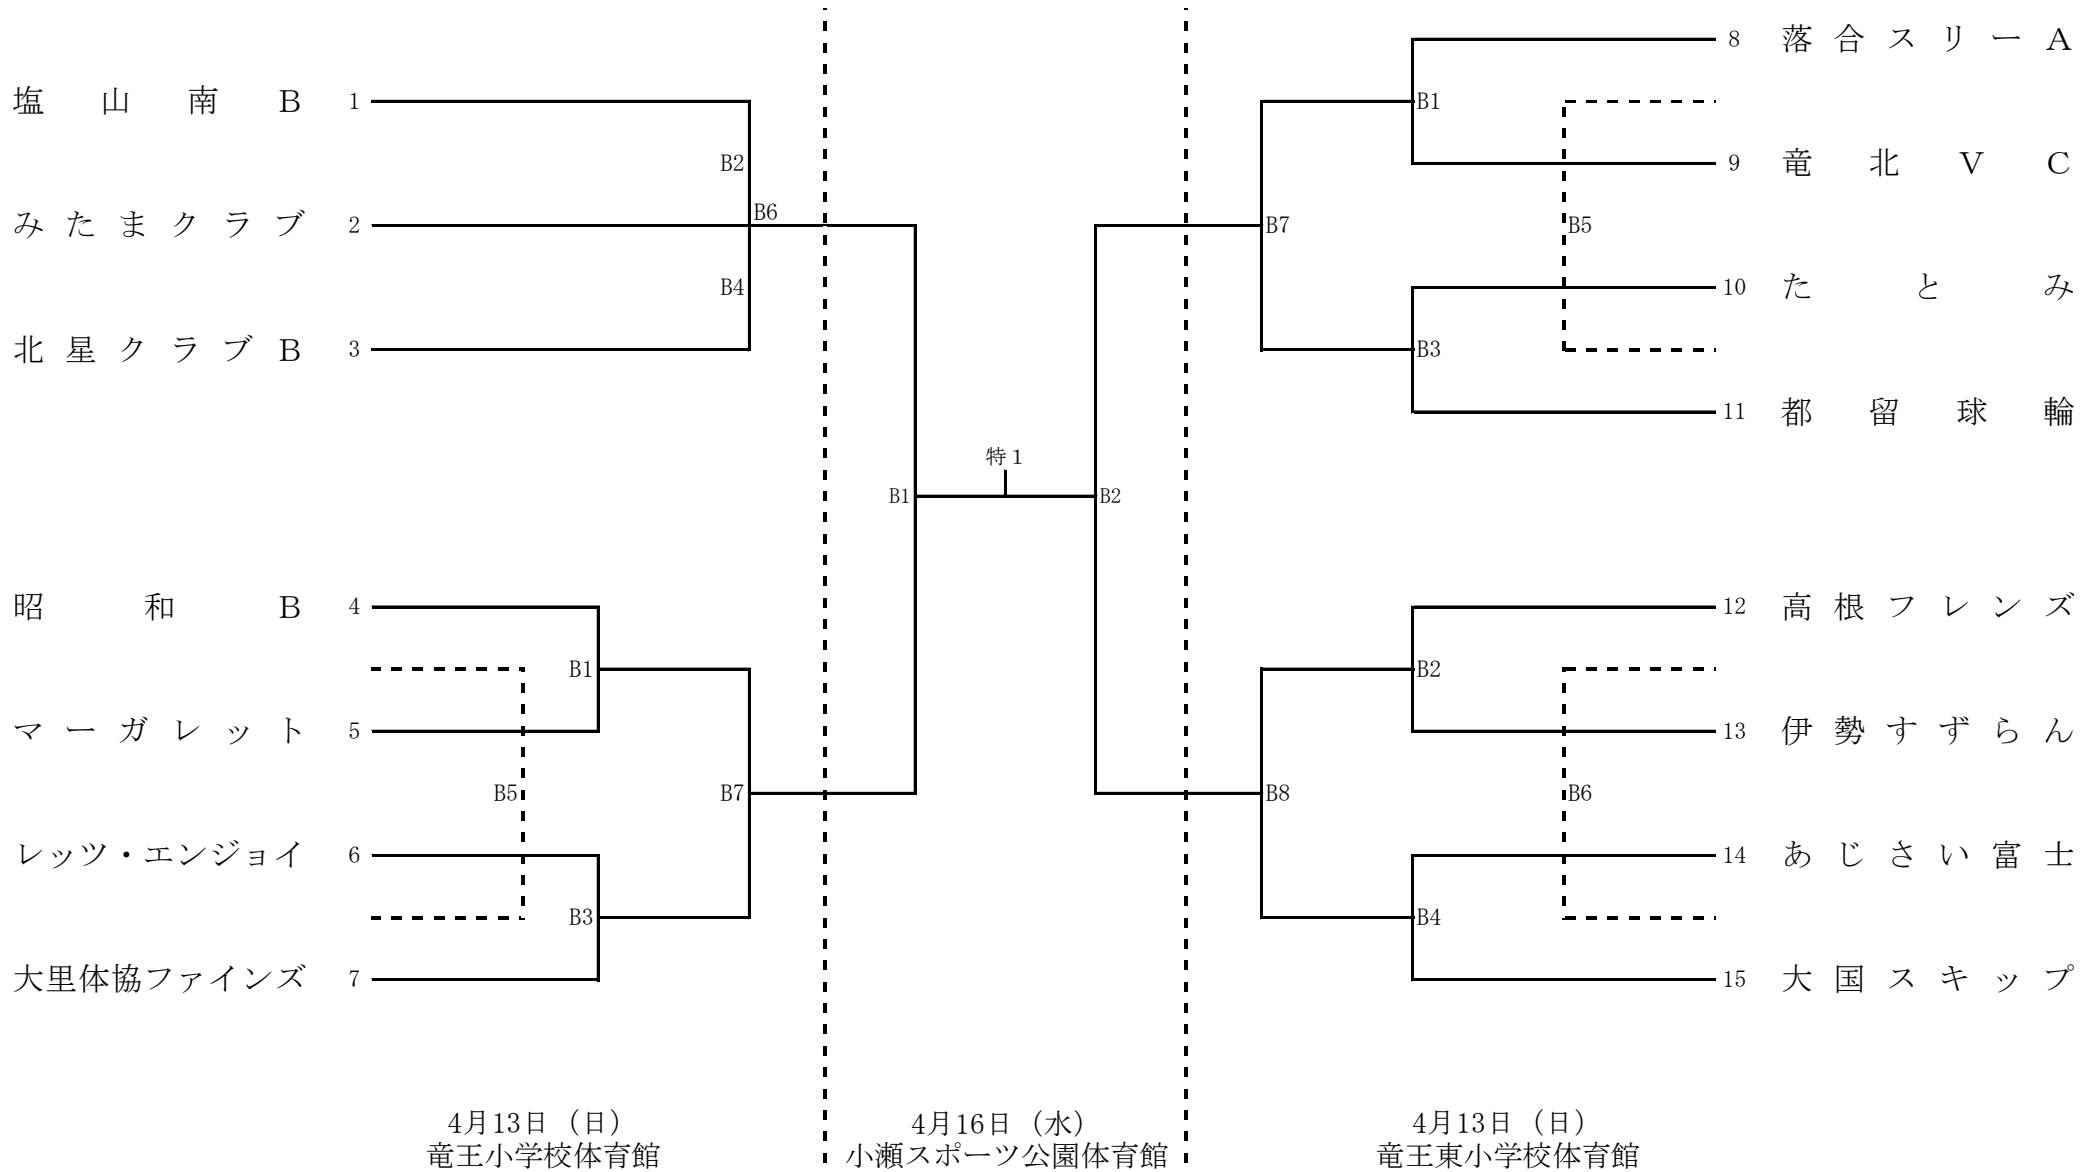 塩山南B 1
B2
みたまクラブ 2
B6
B4
北星クラブB 3
昭和B 4
B1
マーガレット 5
B5
B7
レッツ・エンジョイ 6
B3
大里体協ファインズ 7
4月13日（日）
竜王小学校体育館
特1
B1
B2
4月16日（水）
小瀬スポーツ公園体育館
8 落合スリーA
B1
9 竜北VC
B7
B5
10 たとみ
B3
11 都留球輪
12 高根フレンズ
B2
13 伊勢すずらん
B8
B6
14 あじさい富士
B4
15 大国スキップ
4月13日（日）
竜王東小学校体育館